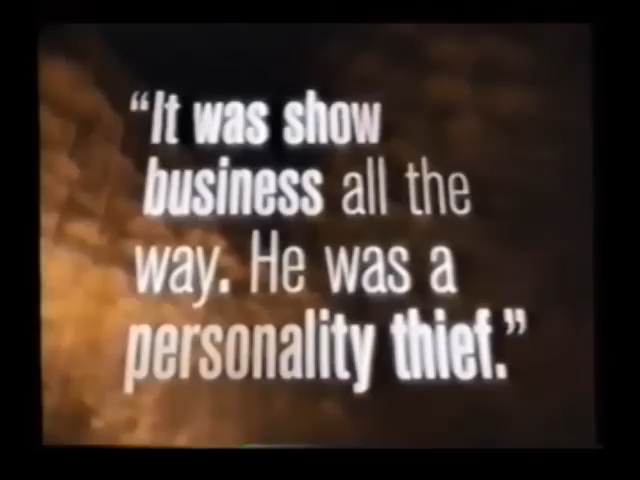 “It was show
business all the
way. He was a
personality thief.”